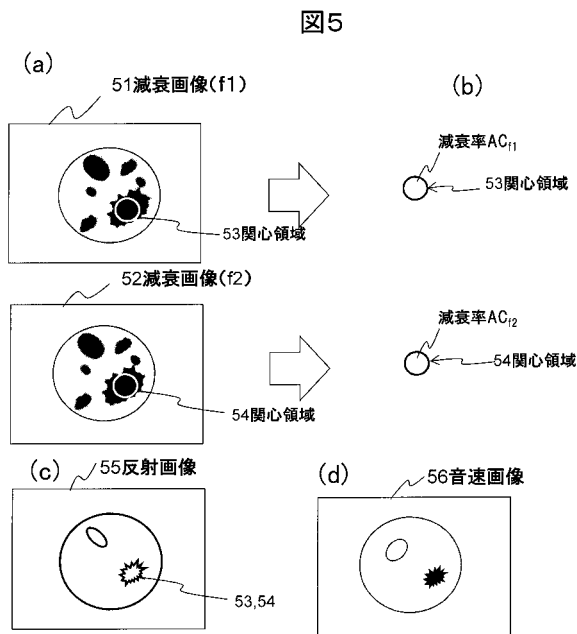 図5
(a)
51減衰画像(f1)
53関心領域
(b)
減衰率ACf1
53関心領域
52減衰画像(f2)
54関心領域
減衰率ACf2
54関心領域
(c)
55反射画像
53,54
(d)
56音速画像